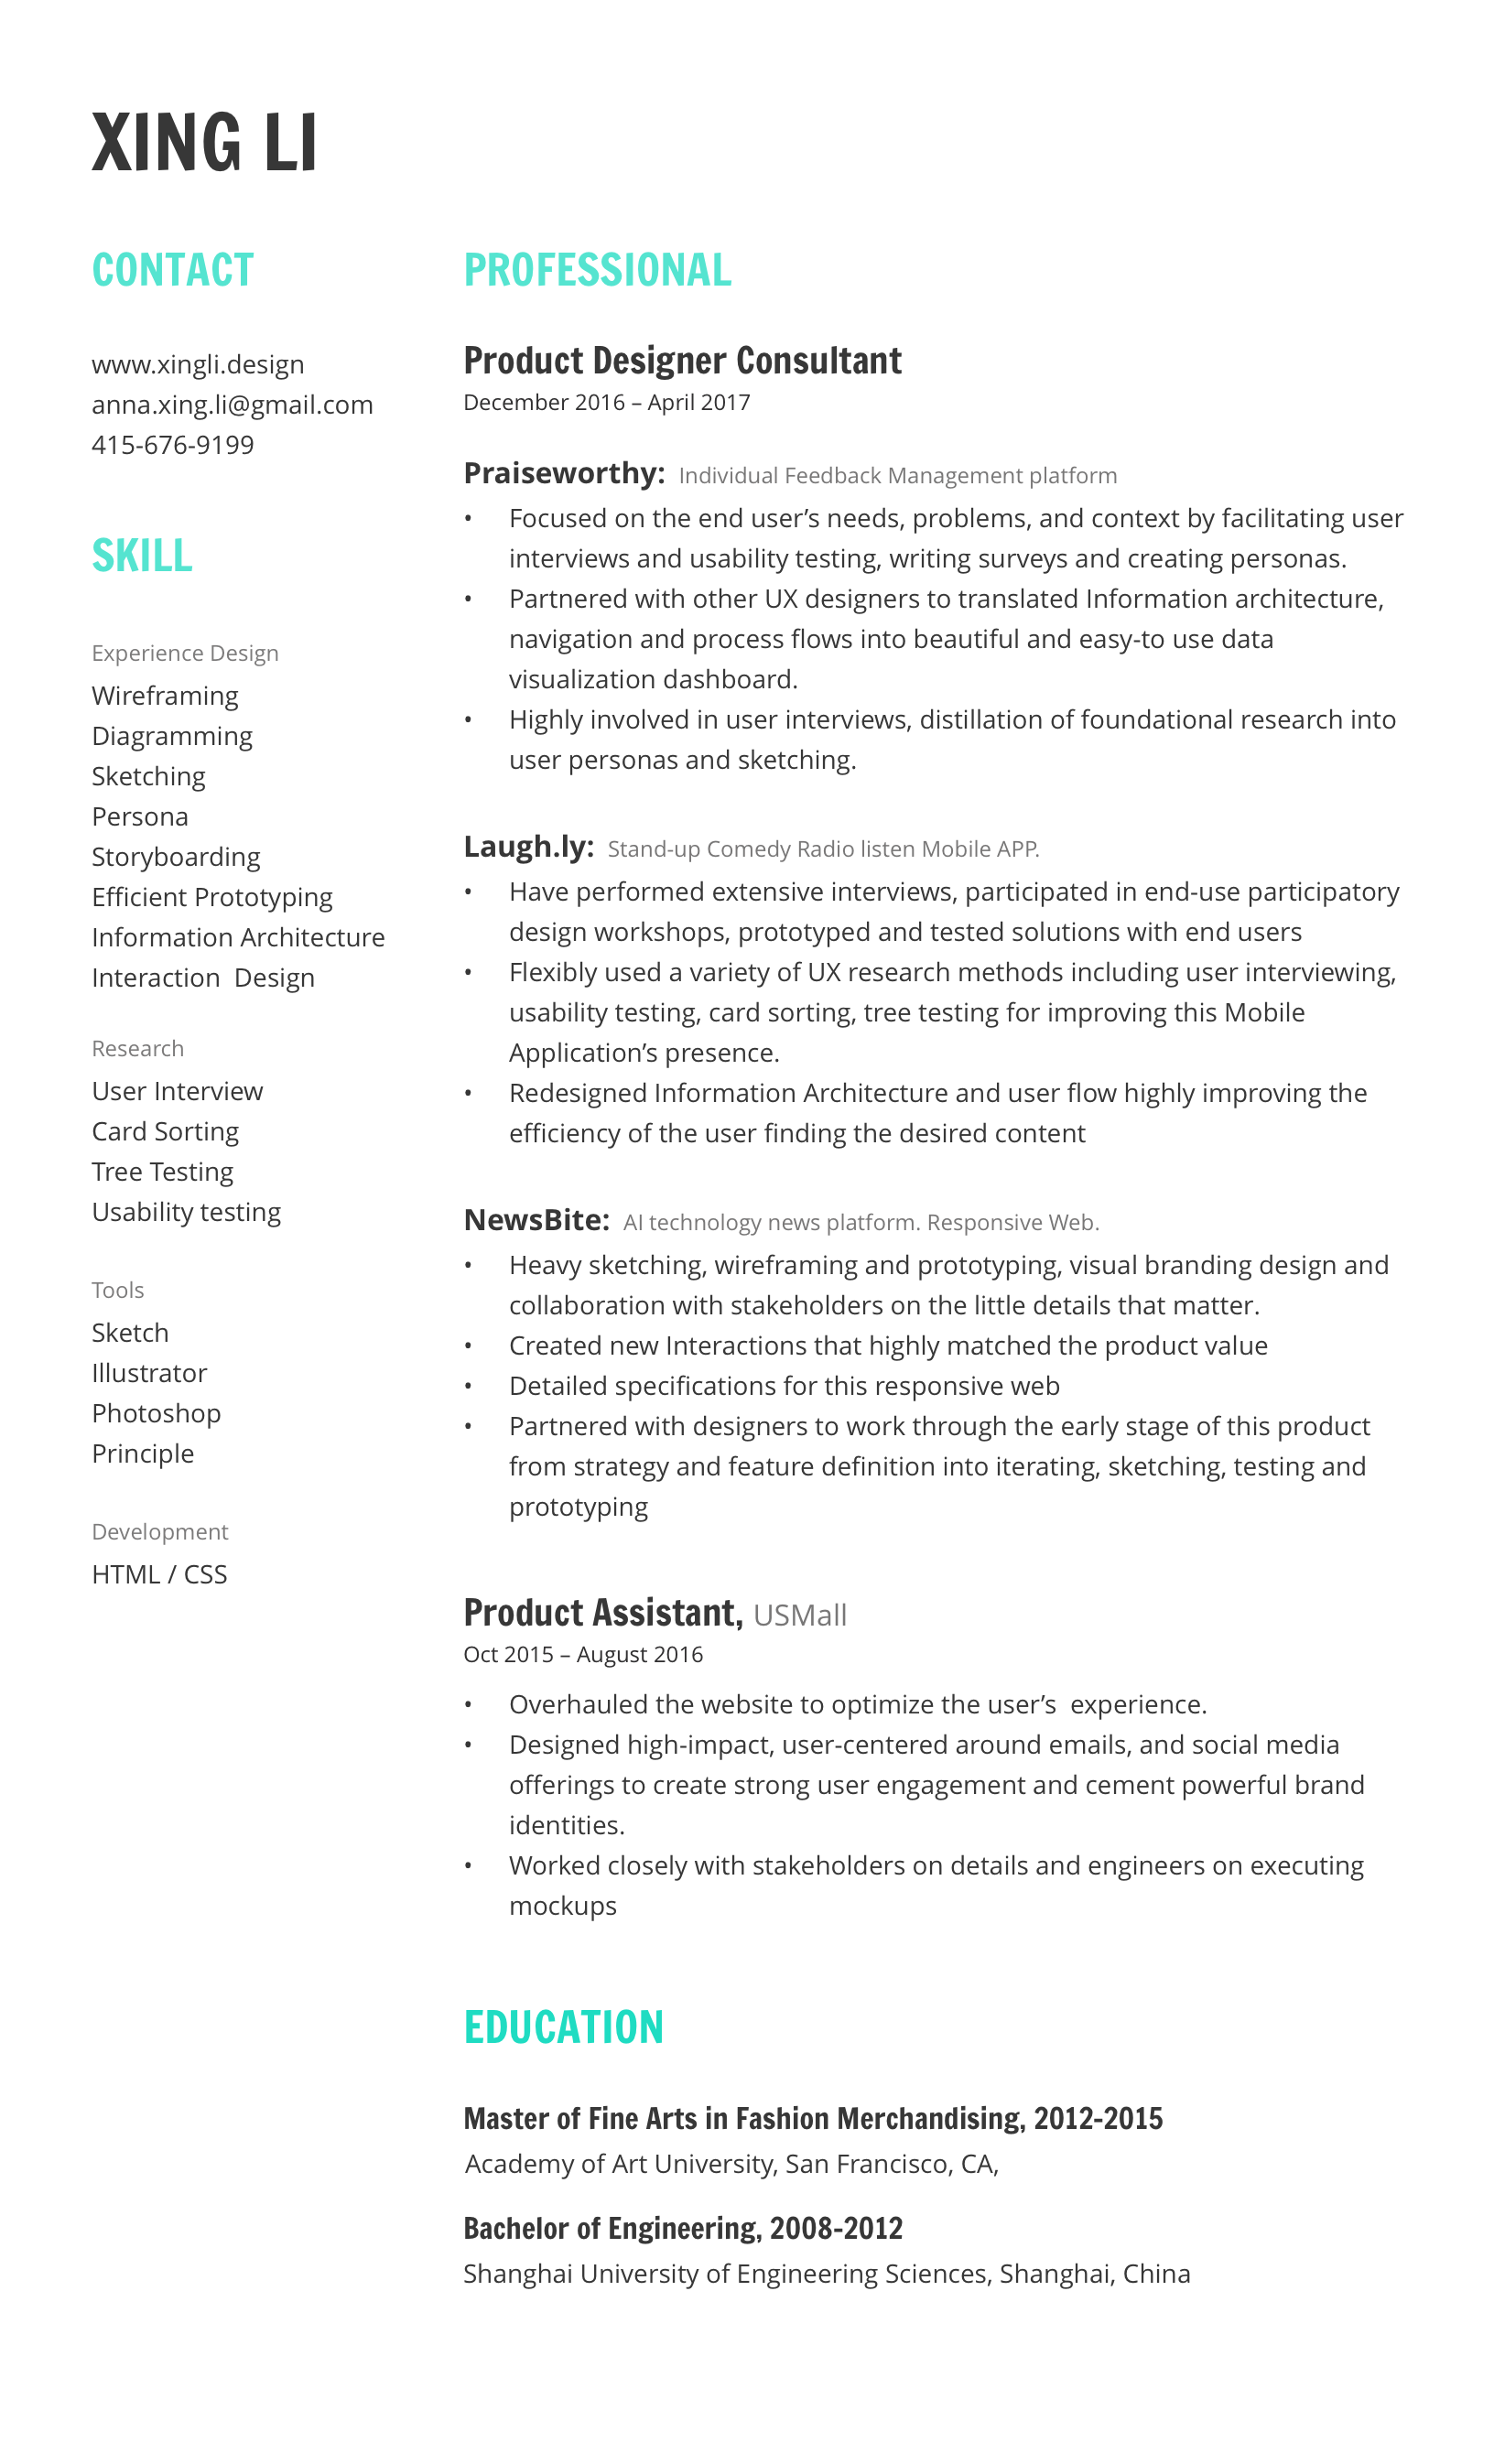 XING LI
CONTACT
www.xingli.design
anna.xing.li@gmail.com
415-676-9199
SKILL
Experience Design
Wireframing
Diagramming
Sketching
Persona
Storyboarding
Efficient Prototyping
Information Architecture
Interaction  Design
Research
User Interview
Card Sorting
Tree Testing
Usability testing
Tools
Sketch
Illustrator
Photoshop
Principle
Development
HTML / CSS
PROFESSIONAL
Product Designer Consultant
December 2016 – April 2017
Praiseworthy: Individual Feedback Management platform
• Focused on the end user’s needs, problems, and context by facilitating user
interviews and usability testing, writing surveys and creating personas.
• Partnered with other UX designers to translated Information architecture,
navigation and process flows into beautiful and easy-to use data
visualization dashboard.
• Highly involved in user interviews, distillation of foundational research into
user personas and sketching.
Laugh.ly: Stand-up Comedy Radio listen Mobile APP.
• Have performed extensive interviews, participated in end-use participatory
design workshops, prototyped and tested solutions with end users
• Flexibly used a variety of UX research methods including user interviewing,
usability testing, card sorting, tree testing for improving this Mobile
Application’s presence.
• Redesigned Information Architecture and user flow highly improving the
efficiency of the user finding the desired content
NewsBite: AI technology news platform. Responsive Web.
• Heavy sketching, wireframing and prototyping, visual branding design and
collaboration with stakeholders on the little details that matter.
• Created new Interactions that highly matched the product value
• Detailed specifications for this responsive web
• Partnered with designers to work through the early stage of this product
from strategy and feature definition into iterating, sketching, testing and
prototyping
Product Assistant, USMall
Oct 2015 – August 2016
• Overhauled the website to optimize the user’s  experience.
• Designed high-impact, user-centered around emails, and social media
offerings to create strong user engagement and cement powerful brand
identities.
• Worked closely with stakeholders on details and engineers on executing
mockups
EDUCATION
Master of Fine Arts in Fashion Merchandising, 2012-2015
Academy of Art University, San Francisco, CA,
Bachelor of Engineering, 2008-2012
Shanghai University of Engineering Sciences, Shanghai, China